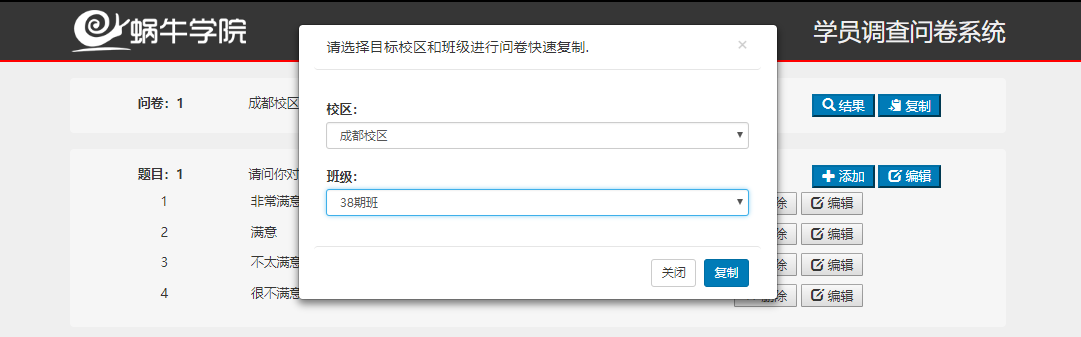 蜗牛学院
学员调查问卷系统
请选择目标校区和班级进行问卷快速复制.
×
问卷：1
成都校区
结果
复制
校区：
成都校区
班级：
38期班
关闭
复制
题目：1
请问你对
添加
编辑
1
非常满意
除
编辑
2
满意
除
编辑
3
不太满意
除
编辑
4
很不满意
删除
编辑